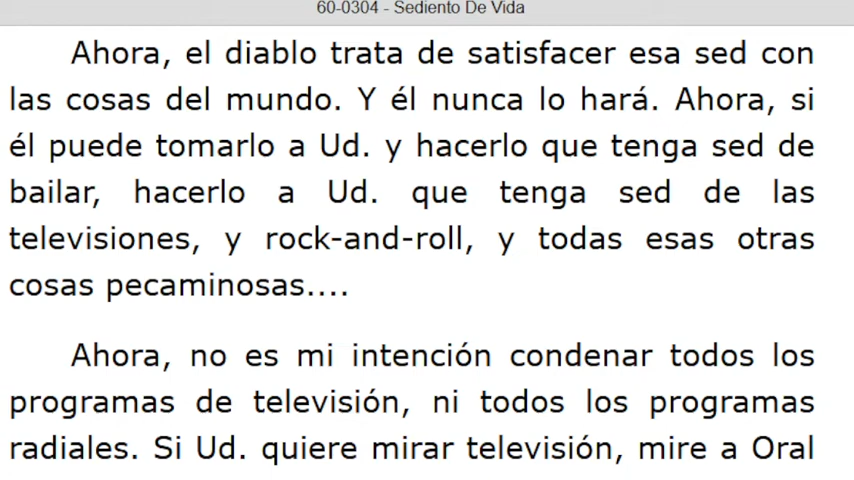 60-0304 - Sediento De Vida
Ahora, el diablo trata de satisfacer esa sed con
las cosas del mundo. Y él nunca lo hará. Ahora, si
él puede tomarlo a Ud. y hacerlo que tenga sed de
bailar, hacerlo a Ud. que tenga sed de las
televisiones, y rock-and-roll, y todas esas otras
cosas pecaminosas....
Ahora, no es mi intención condenar todos los
programas de televisión, ni todos los programas
radiales. Si Ud. quiere mirar televisión, mire a Oral